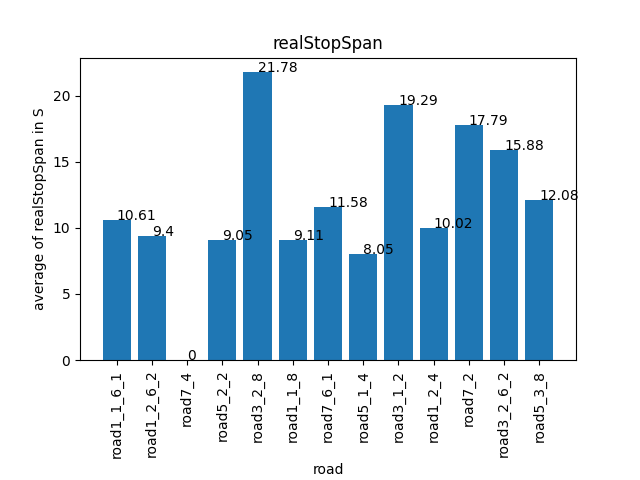 realStopSpan
average of realStopSpan in S
20
15
10
5
0
10.61
9.4
0
9.05
21.78
9.11
11.58
8.05
19.29
10.02
17.79
15.88
12.08
road1_1_6_1
road1_2_6_2
road7_4
road5_2_2
road3_2_8
road1_1_8
road7_6_1
road5_1_4
road3_1_2
road1_2_4
road7_2
road3_2_6_2
road5_3_8
road